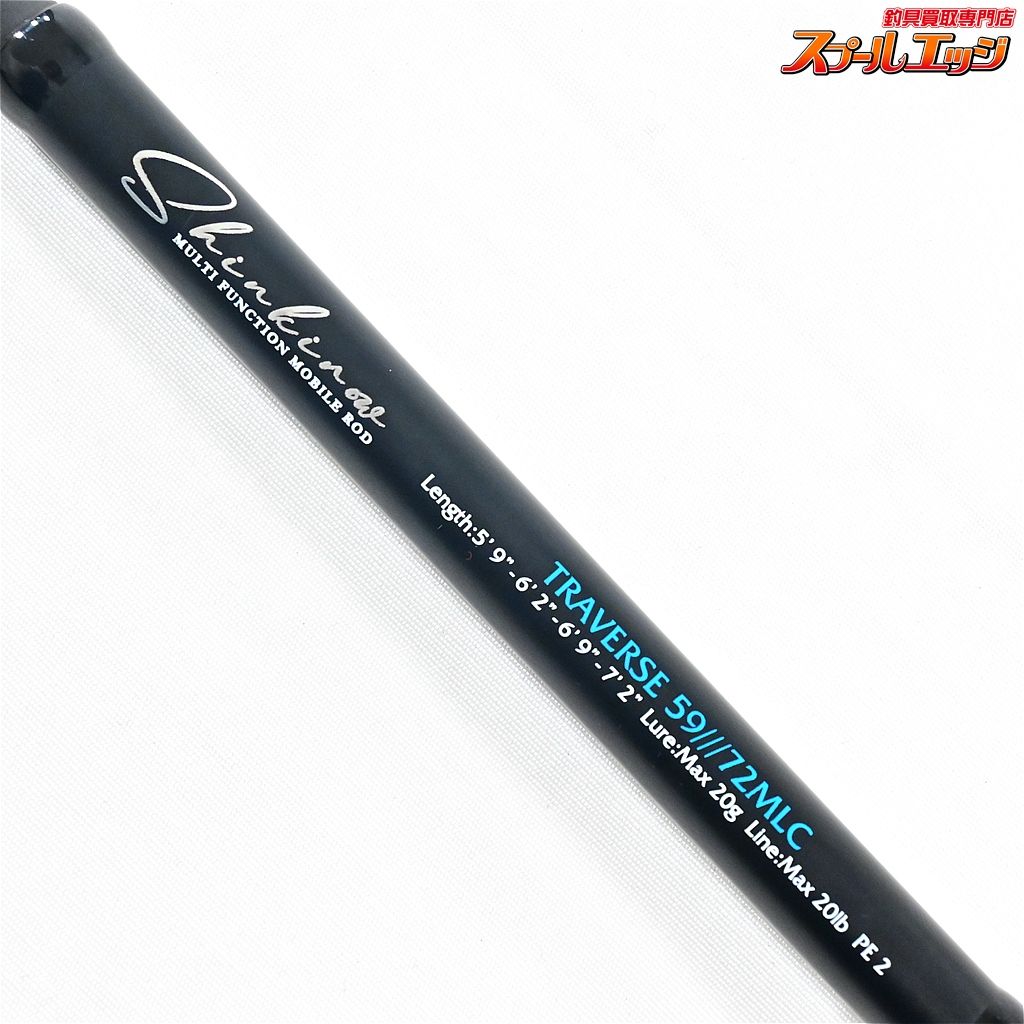 釣具買取専門店
スプールエッジ
Shinkinow
MULTI FUNCTION MOBILE ROD
TRAVERSE 59///72MLC
Length:5' 9"-6' 2"-6' 9"-7' 2" Lure:Max 20g Line:Max 20lb PE 2